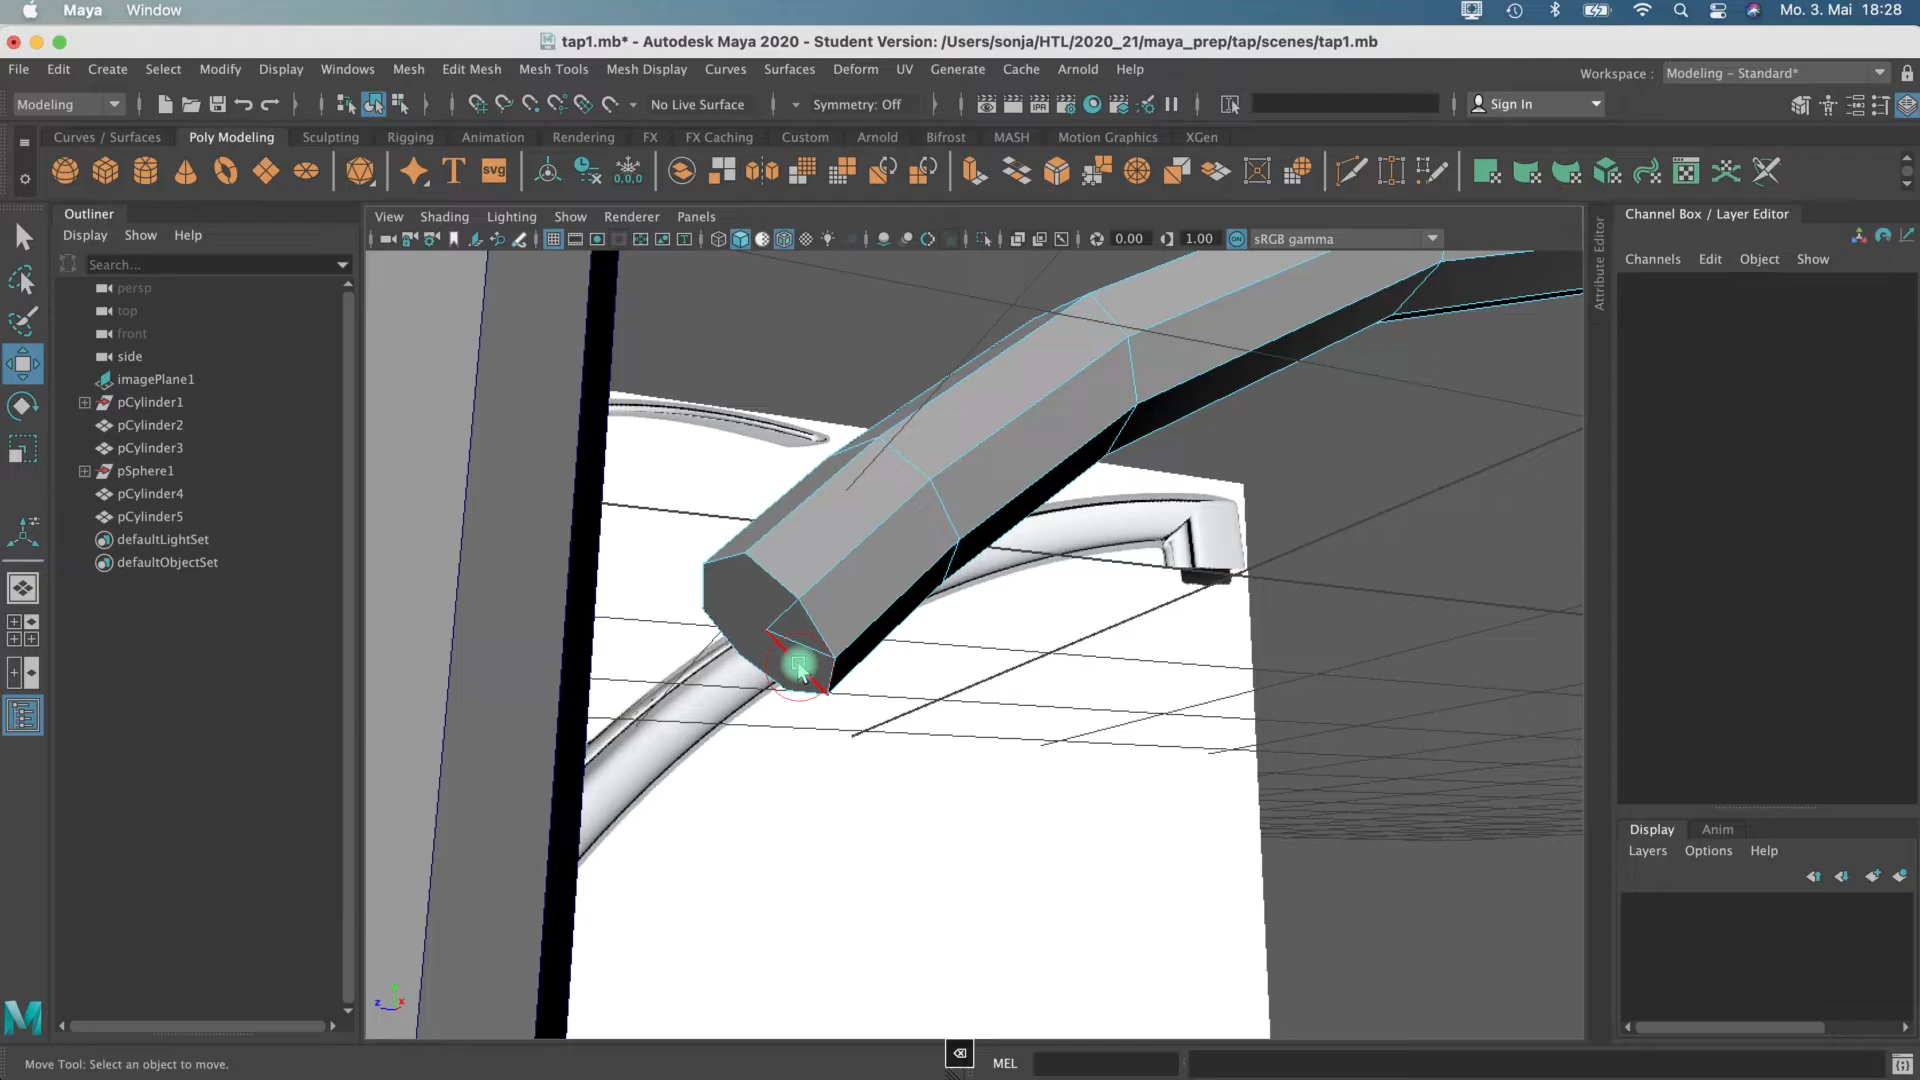 Maya Window Mo. 3. Mai 18:28
tap1.mb* - Autodesk Maya 2020 - Student Version: /Users/sonja/HTL/2020_21/maya_prep/tap/scenes/tap1.mb
File Edit Create Select Modify Display Windows Mesh Edit Mesh Mesh Tools Mesh Display Curves Surfaces Deform UV Generate Cache Arnold Help Workspace : Modeling - Standard*
Modeling No Live Surface Symmetry: Off IPR Sign In
Curves / Surfaces Poly Modeling Sculpting Rigging Animation Rendering FX FX Caching Custom Arnold Bifrost MASH Motion Graphics XGen
T svg 0,0,0
Outliner
Display Show Help
Search...
persp
top
front
side
imagePlane1
pCylinder1
pCylinder2
pCylinder3
pSphere1
pCylinder4
pCylinder5
defaultLightSet
defaultObjectSet
View Shading Lighting Show Renderer Panels
0.00 1.00 ON sRGB gamma
z y x
Attribute Editor
Channel Box / Layer Editor
Channels Edit Object Show
Display Anim
Layers Options Help
M
Move Tool: Select an object to move. MEL